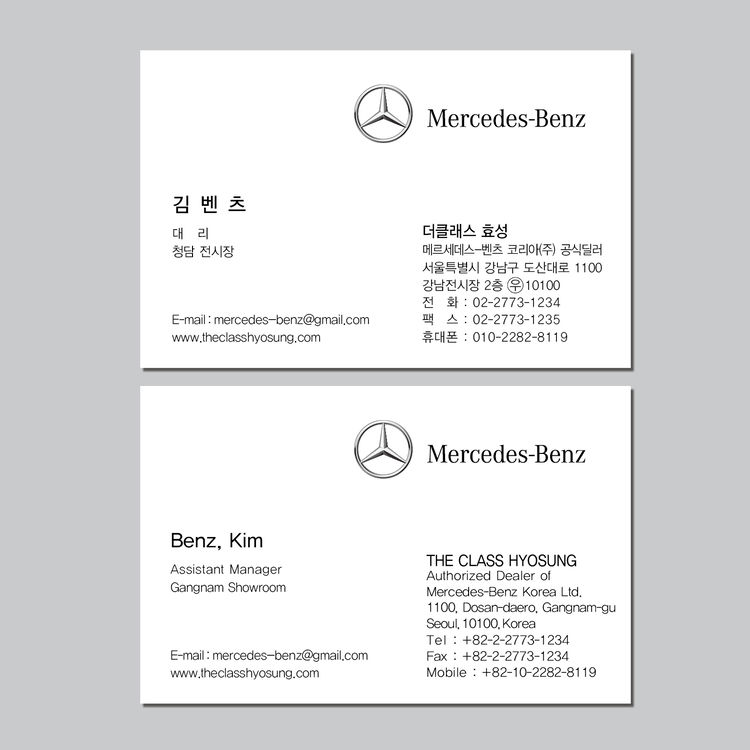 Mercedes-Benz
김 벤 츠
대 리
청담 전시장
E-mail : mercedes-benz@gmail.com
www.theclasshyosung.com
더클래스 효성
메르세데스-벤츠 코리아(주) 공식딜러
서울특별시 강남구 도산대로 1100
강남전시장 2층 ㉾10100
전 화 : 02-2773-1234
팩 스 : 02-2773-1235
휴대폰 : 010-2282-8119
Mercedes-Benz
Benz, Kim
Assistant Manager
Gangnam Showroom
E-mail : mercedes-benz@gmail.com
www.theclasshyosung.com
THE CLASS HYOSUNG
Authorized Dealer of
Mercedes-Benz Korea Ltd.
1100, Dosan-daero, Gangnam-gu
Seoul, 10100, Korea
Tel : +82-2-2773-1234
Fax : +82-2-2773-1234
Mobile : +82-10-2282-8119